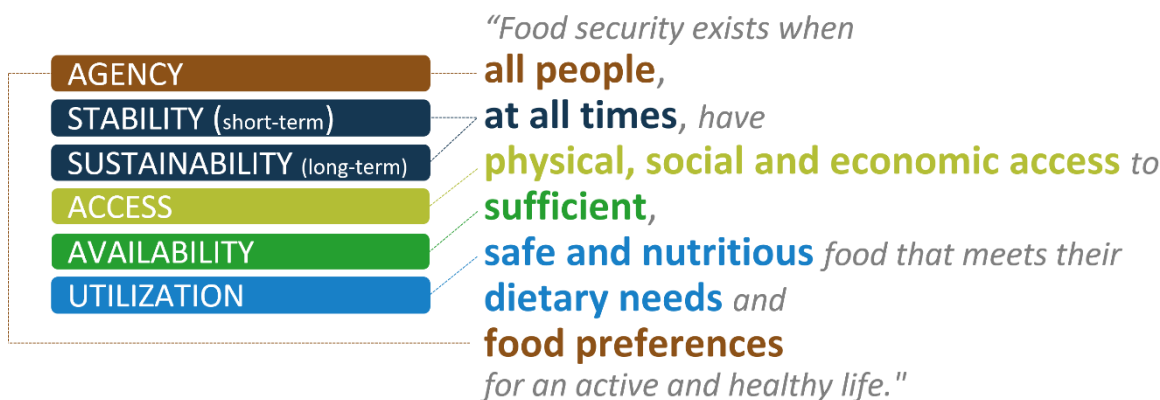 “Food security exists when
AGENCY
all people,
STABILITY (short-term)
at all times, have
SUSTAINABILITY (long-term)
physical, social and economic access to
ACCESS
sufficient,
AVAILABILITY
safe and nutritious food that meets their
UTILIZATION
dietary needs and
food preferences
for an active and healthy life."